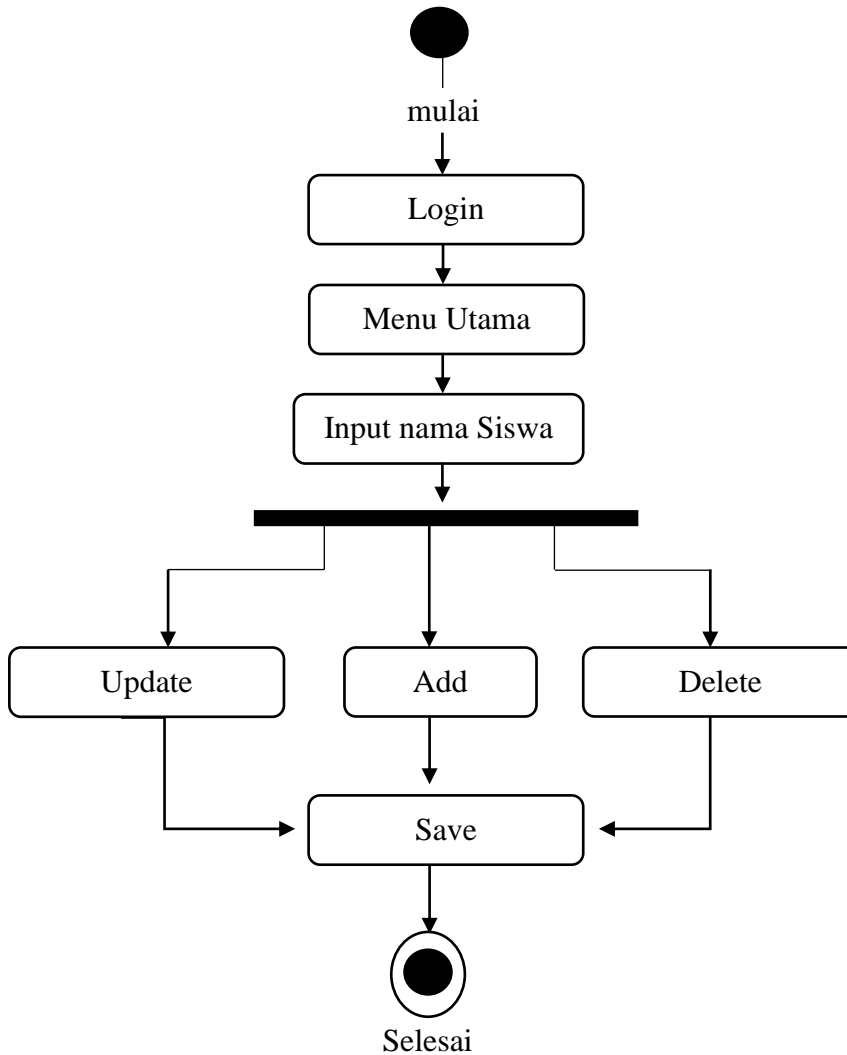 mulai
Login
Menu Utama
Input nama Siswa
Update
Add
Delete
Save
Selesai